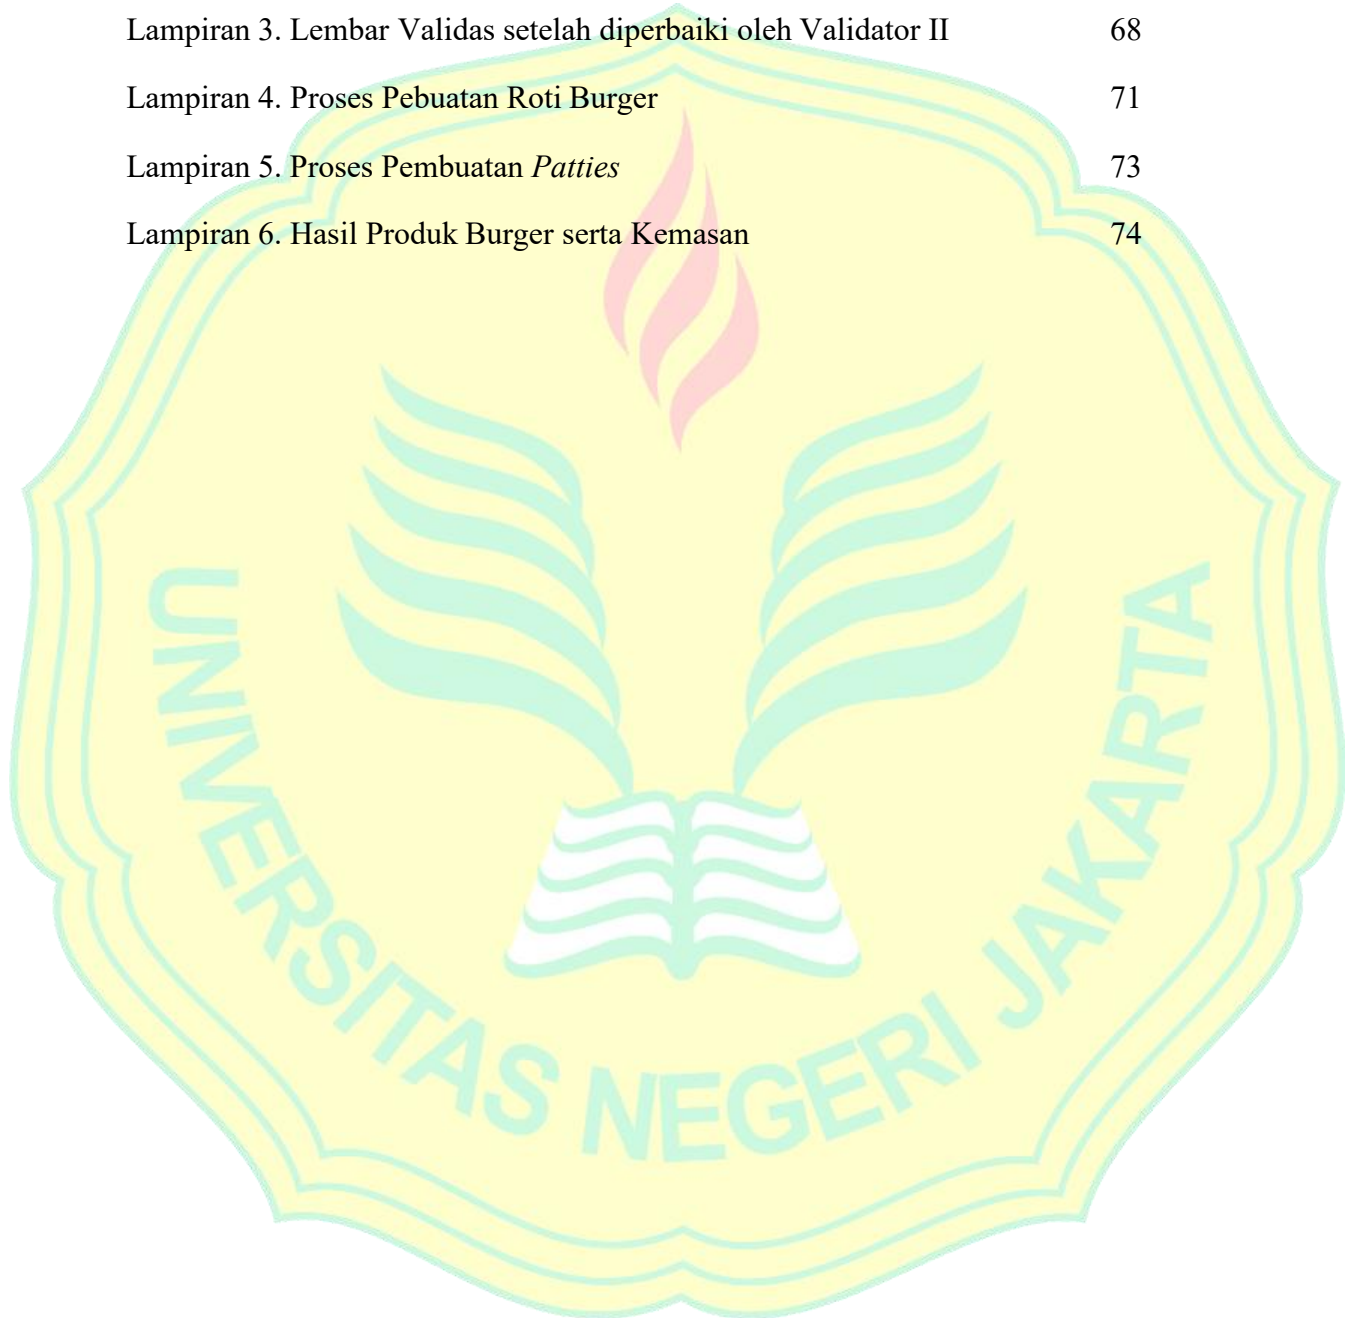 Lampiran 3. Lembar Validas setelah diperbaiki oleh Validator II 68
Lampiran 4. Proses Pebuatan Roti Burger 71
Lampiran 5. Proses Pembuatan Patties 73
Lampiran 6. Hasil Produk Burger serta Kemasan 74
UNIVERSITAS NEGERI JAKARTA